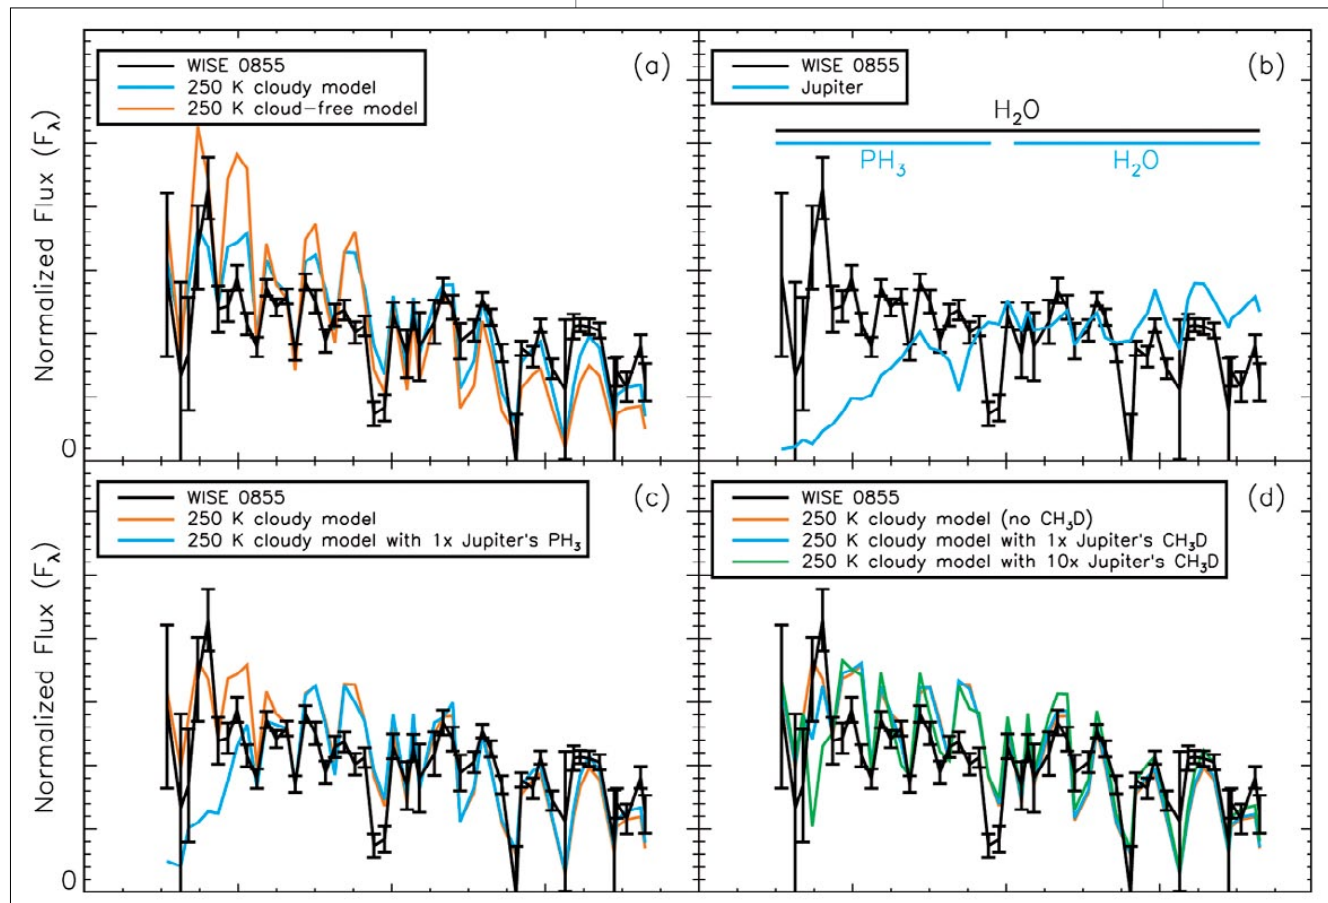 WISE 0855
250 K cloudy model
250 K cloud-free model
(a)
WISE 0855
Jupiter
(b)
H₂O
PH₃
H₂O
Normalized Flux (Fλ)
0
WISE 0855
250 K cloudy model
250 K cloudy model with 1x Jupiter's PH₃
(c)
WISE 0855
250 K cloudy model (no CH₃D)
250 K cloudy model with 1x Jupiter's CH₃D
250 K cloudy model with 10x Jupiter's CH₃D
(d)
Normalized Flux (Fλ)
0